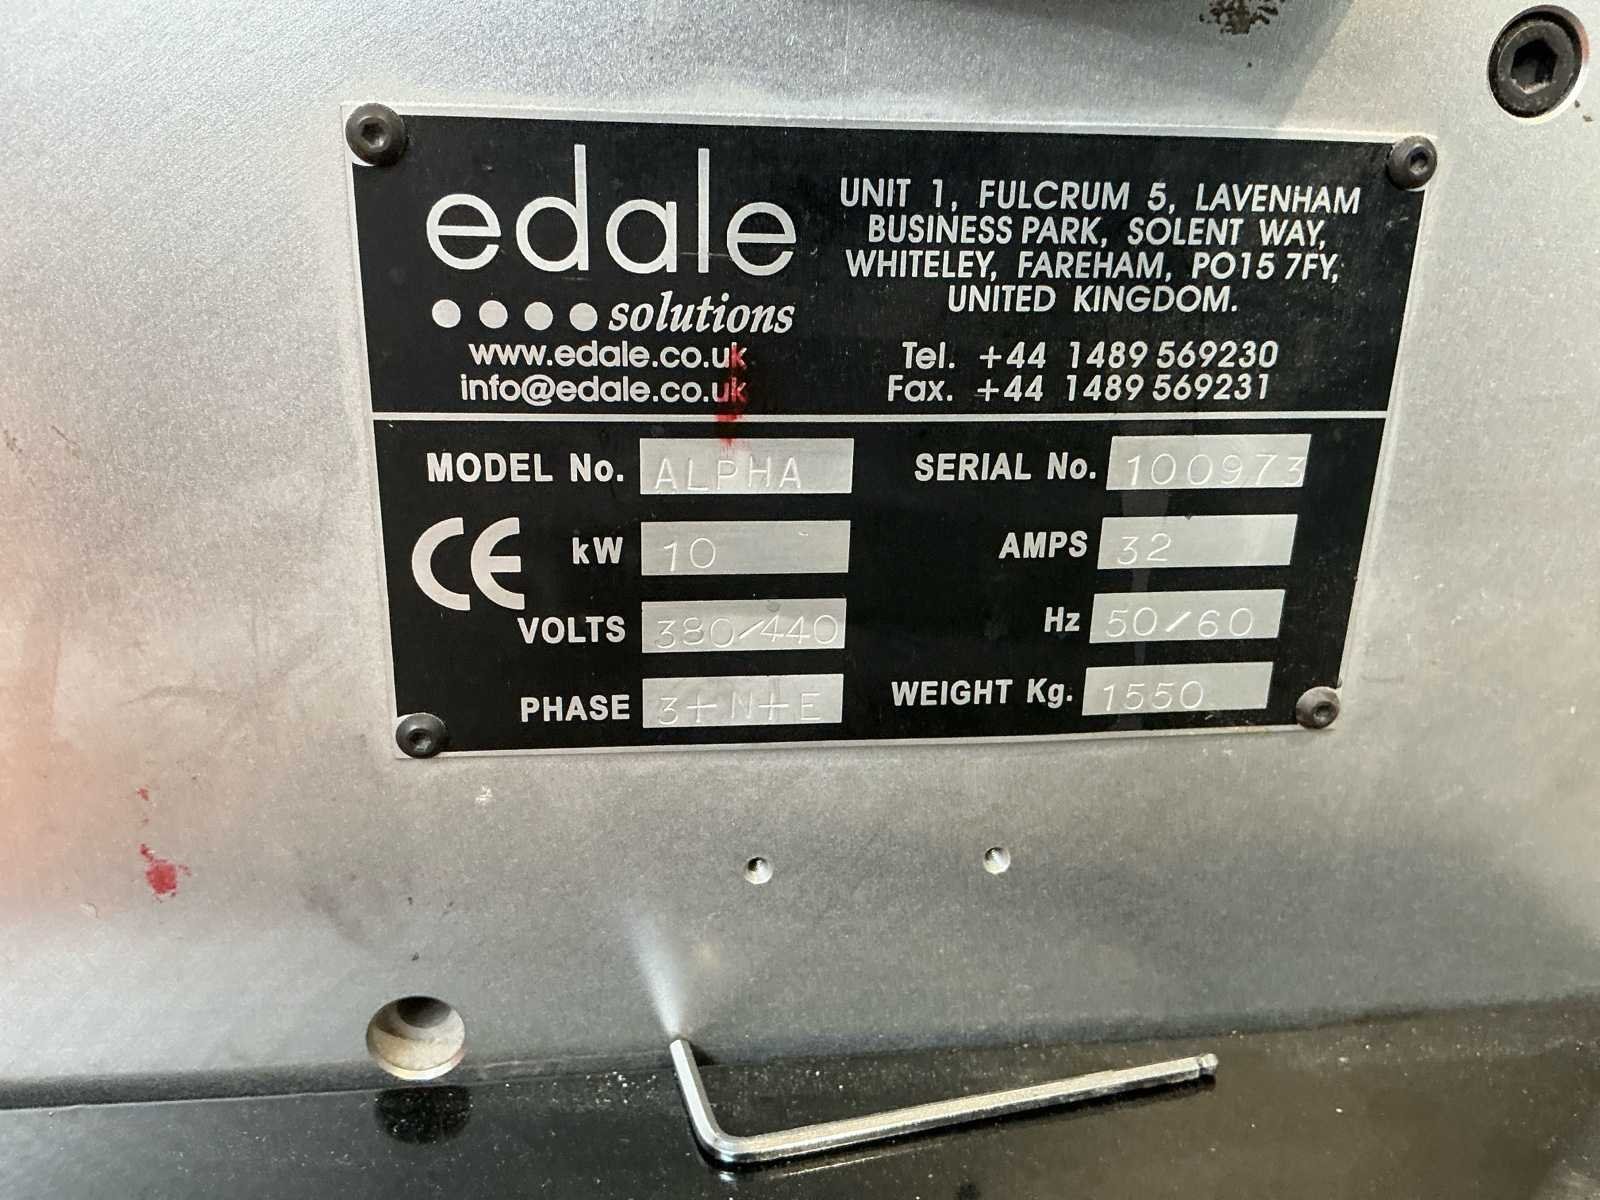 edale
solutions
www.edale.co.uk
info@edale.co.uk
UNIT 1, FULCRUM 5, LAVENHAM
BUSINESS PARK, SOLENT WAY,
WHITELEY, FAREHAM, PO15 7FY,
UNITED KINGDOM.
Tel. +44 1489 569230
Fax. +44 1489 569231
MODEL No. ALPHA
SERIAL No. 100973
CE
kW 10
AMPS 32
VOLTS 380/440
Hz 50/60
PHASE 3+N+E
WEIGHT Kg. 1550